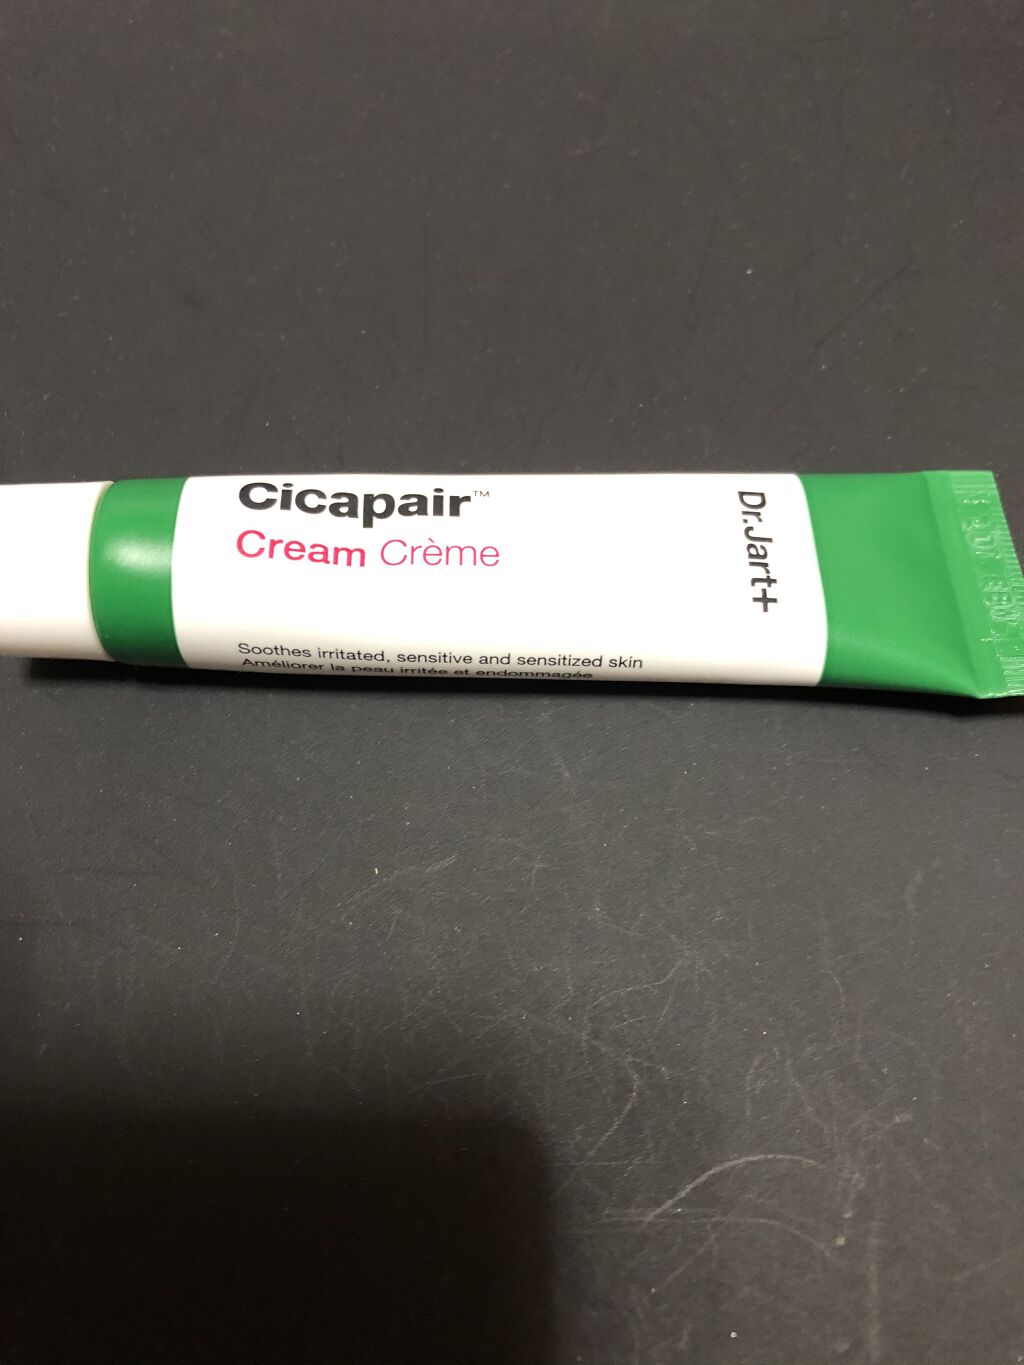 Cicapair™
Cream Crème
Soothes irritated, sensitive and sensitized skin
Améliorer la peau irritée et endommagée
Dr.Jart+